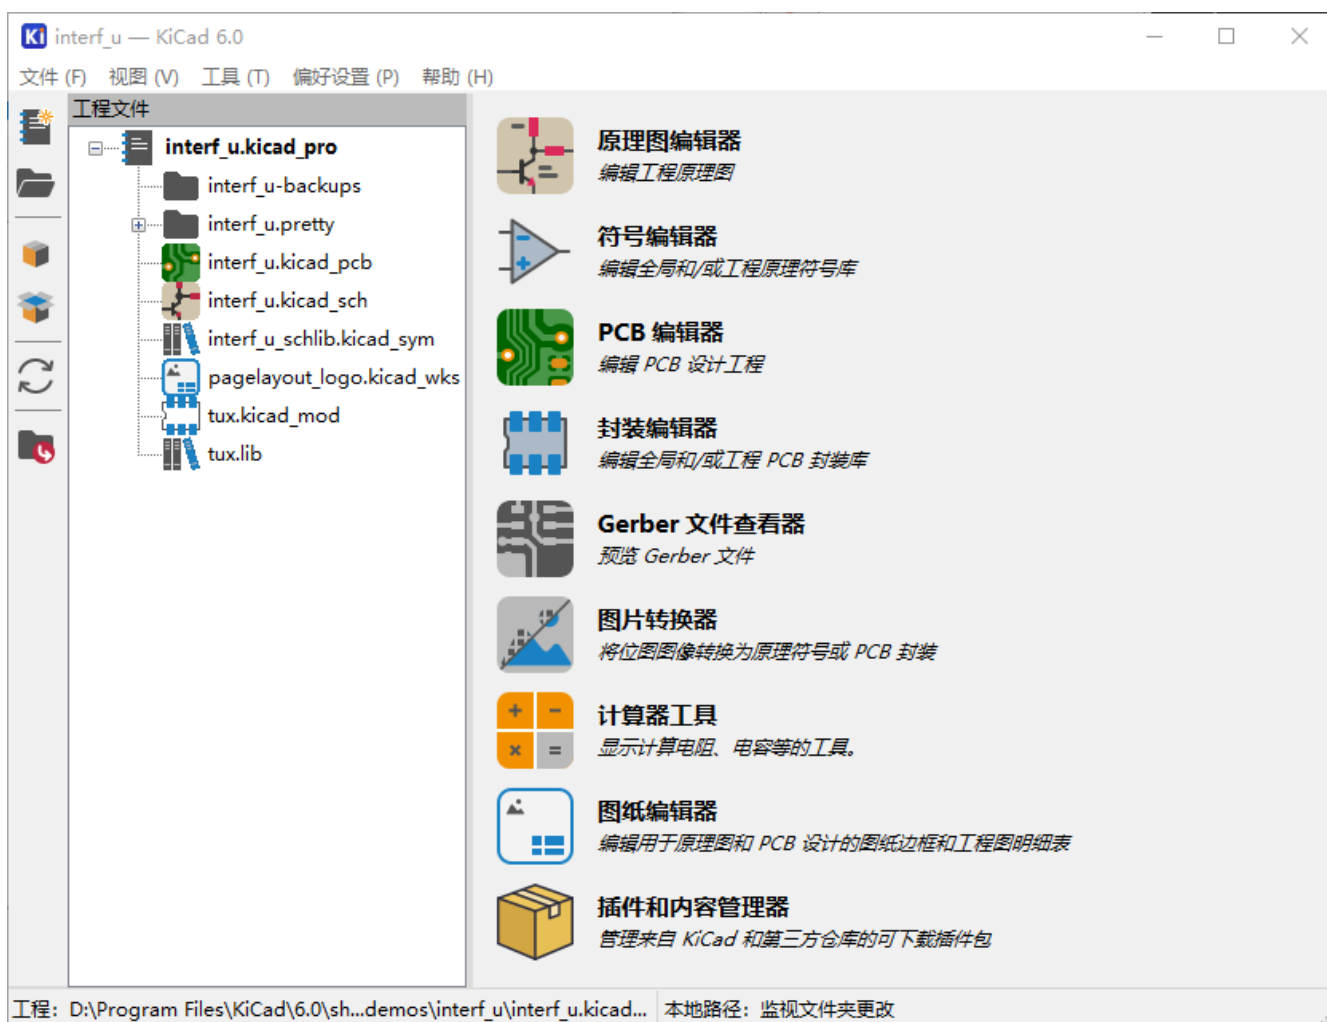 interf_u — KiCad 6.0
文件 (F) 视图 (V) 工具 (T) 偏好设置 (P) 帮助 (H)
工程文件
interf_u.kicad_pro
interf_u-backups
interf_u.pretty
interf_u.kicad_pcb
interf_u.kicad_sch
interf_u_schlib.kicad_sym
pagelayout_logo.kicad_wks
tux.kicad_mod
tux.lib
原理图编辑器
编辑工程原理图
符号编辑器
编辑全局和/或工程原理符号库
PCB 编辑器
编辑 PCB 设计工程
封装编辑器
编辑全局和/或工程 PCB 封装库
Gerber 文件查看器
预览 Gerber 文件
图片转换器
将位图图像转换为原理符号或 PCB 封装
计算器工具
显示计算电阻、电容等的工具。
图纸编辑器
编辑用于原理图和 PCB 设计的图纸边框和工程图明细表
插件和内容管理器
管理来自 KiCad 和第三方仓库的可下载插件包
工程: D:\Program Files\KiCad\6.0\sh...demos\interf_u\interf_u.kicad... 本地路径: 监视文件夹更改